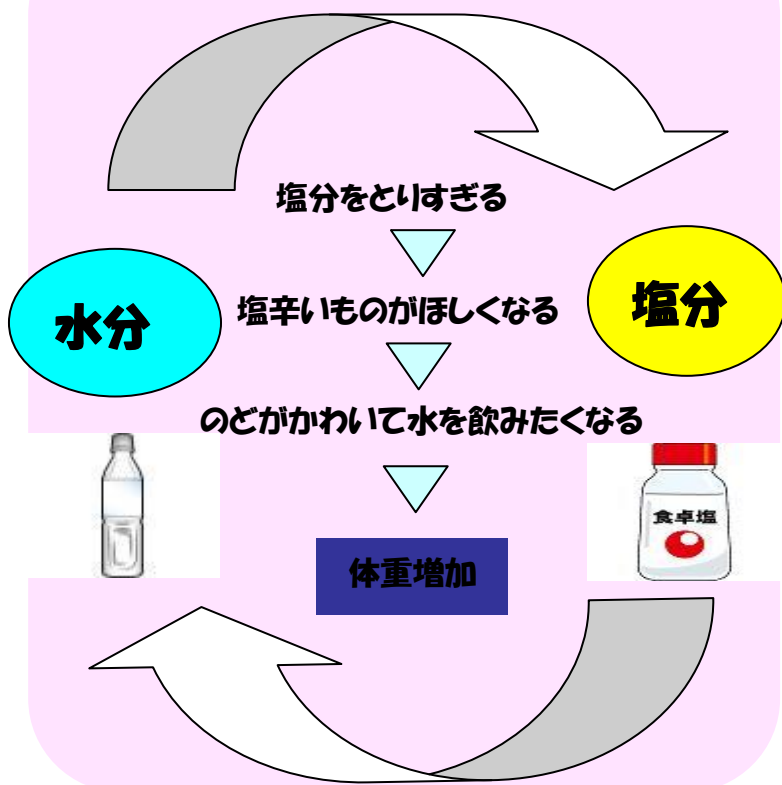 塩分をとりすぎる
水分
塩辛いものがほしくなる
塩分
のどがかわいて水を飲みたくなる
食卓塩
体重増加